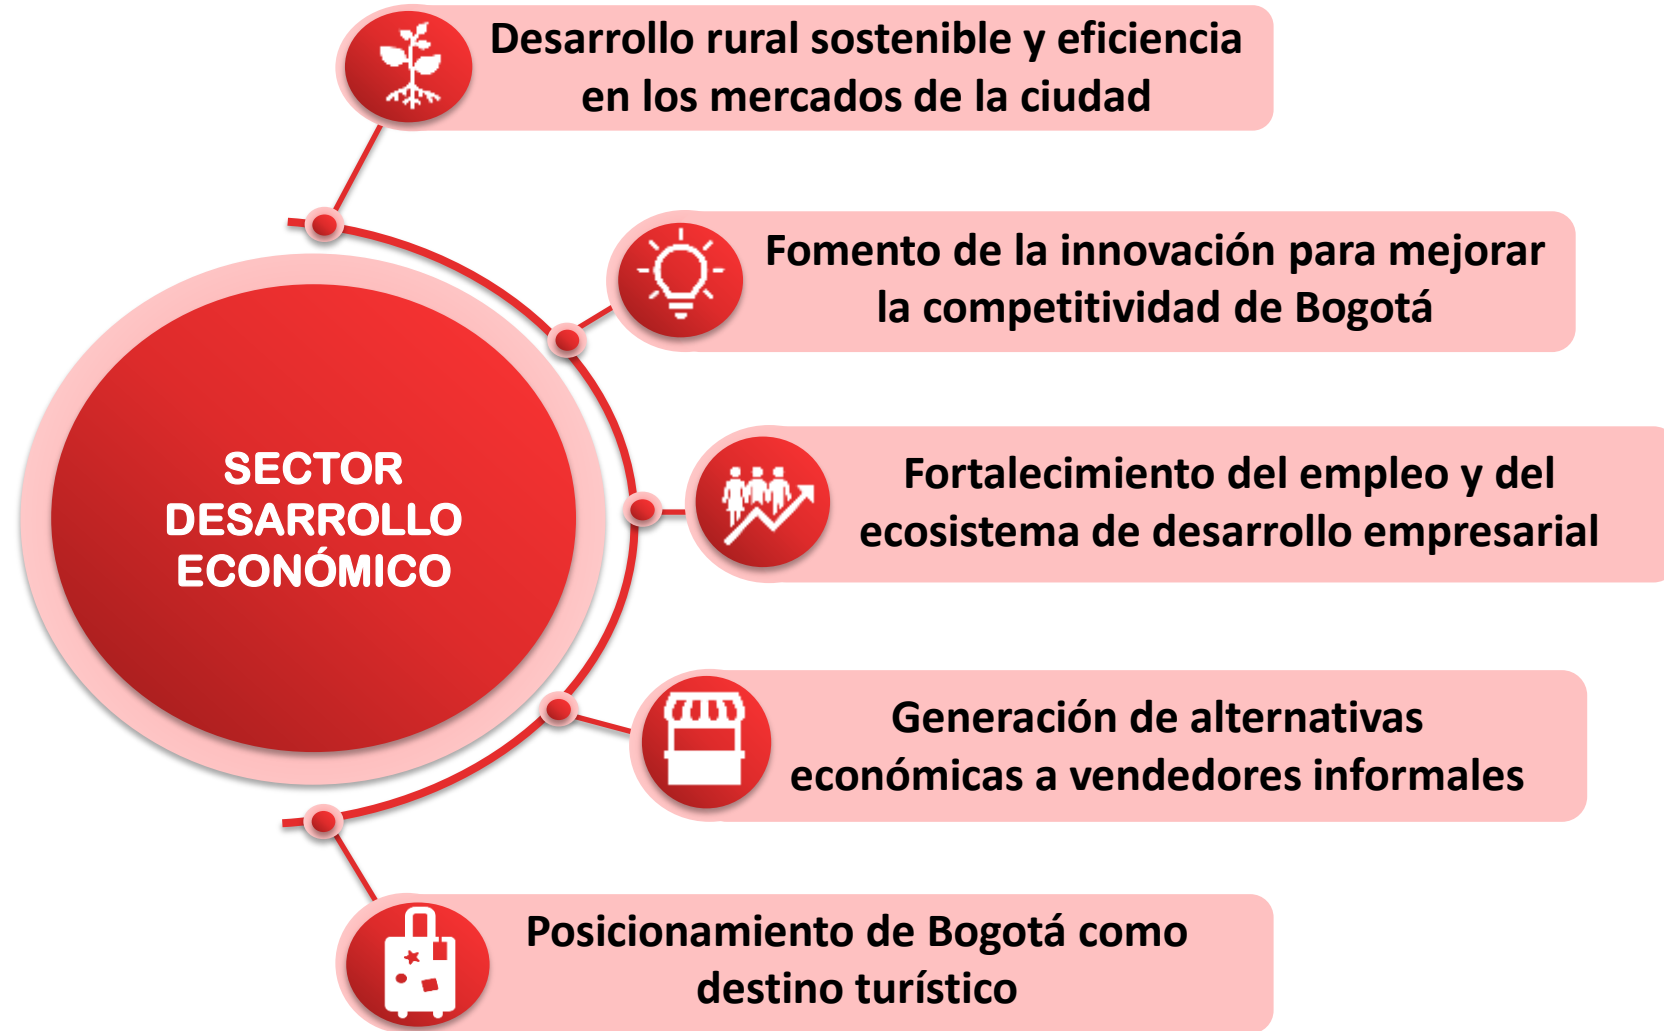 Desarrollo rural sostenible y eficiencia
en los mercados de la ciudad
Fomento de la innovación para mejorar
la competitividad de Bogotá
SECTOR
DESARROLLO
ECONÓMICO
Fortalecimiento del empleo y del
ecosistema de desarrollo empresarial
Generación de alternativas
económicas a vendedores informales
Posicionamiento de Bogotá como
destino turístico